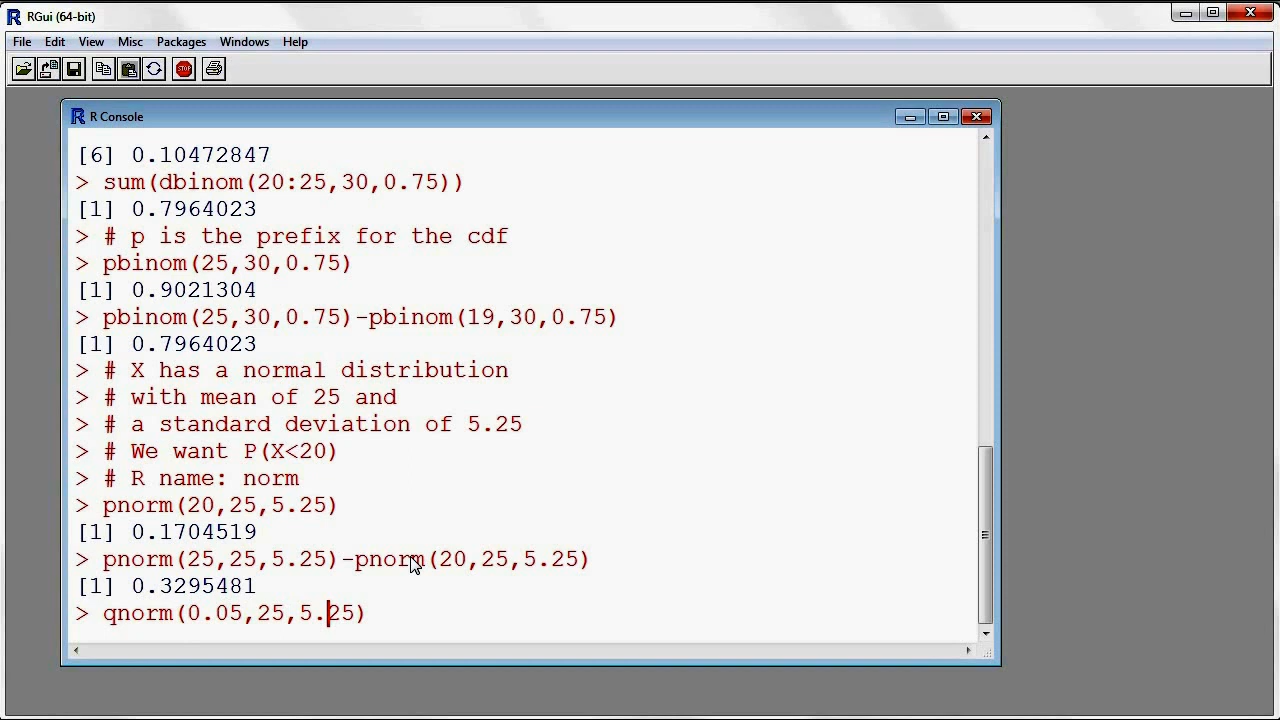 RGui (64-bit)
File Edit View Misc Packages Windows Help
STOP
R Console
[6] 0.10472847
> sum(dbinom(20:25,30,0.75))
[1] 0.7964023
> # p is the prefix for the cdf
> pbinom(25,30,0.75)
[1] 0.9021304
> pbinom(25,30,0.75)-pbinom(19,30,0.75)
[1] 0.7964023
> # X has a normal distribution
> # with mean of 25 and
> # a standard deviation of 5.25
> # We want P(X<20)
> # R name: norm
> pnorm(20,25,5.25)
[1] 0.1704519
> pnorm(25,25,5.25)-pnorm(20,25,5.25)
[1] 0.3295481
> qnorm(0.05,25,5.25)